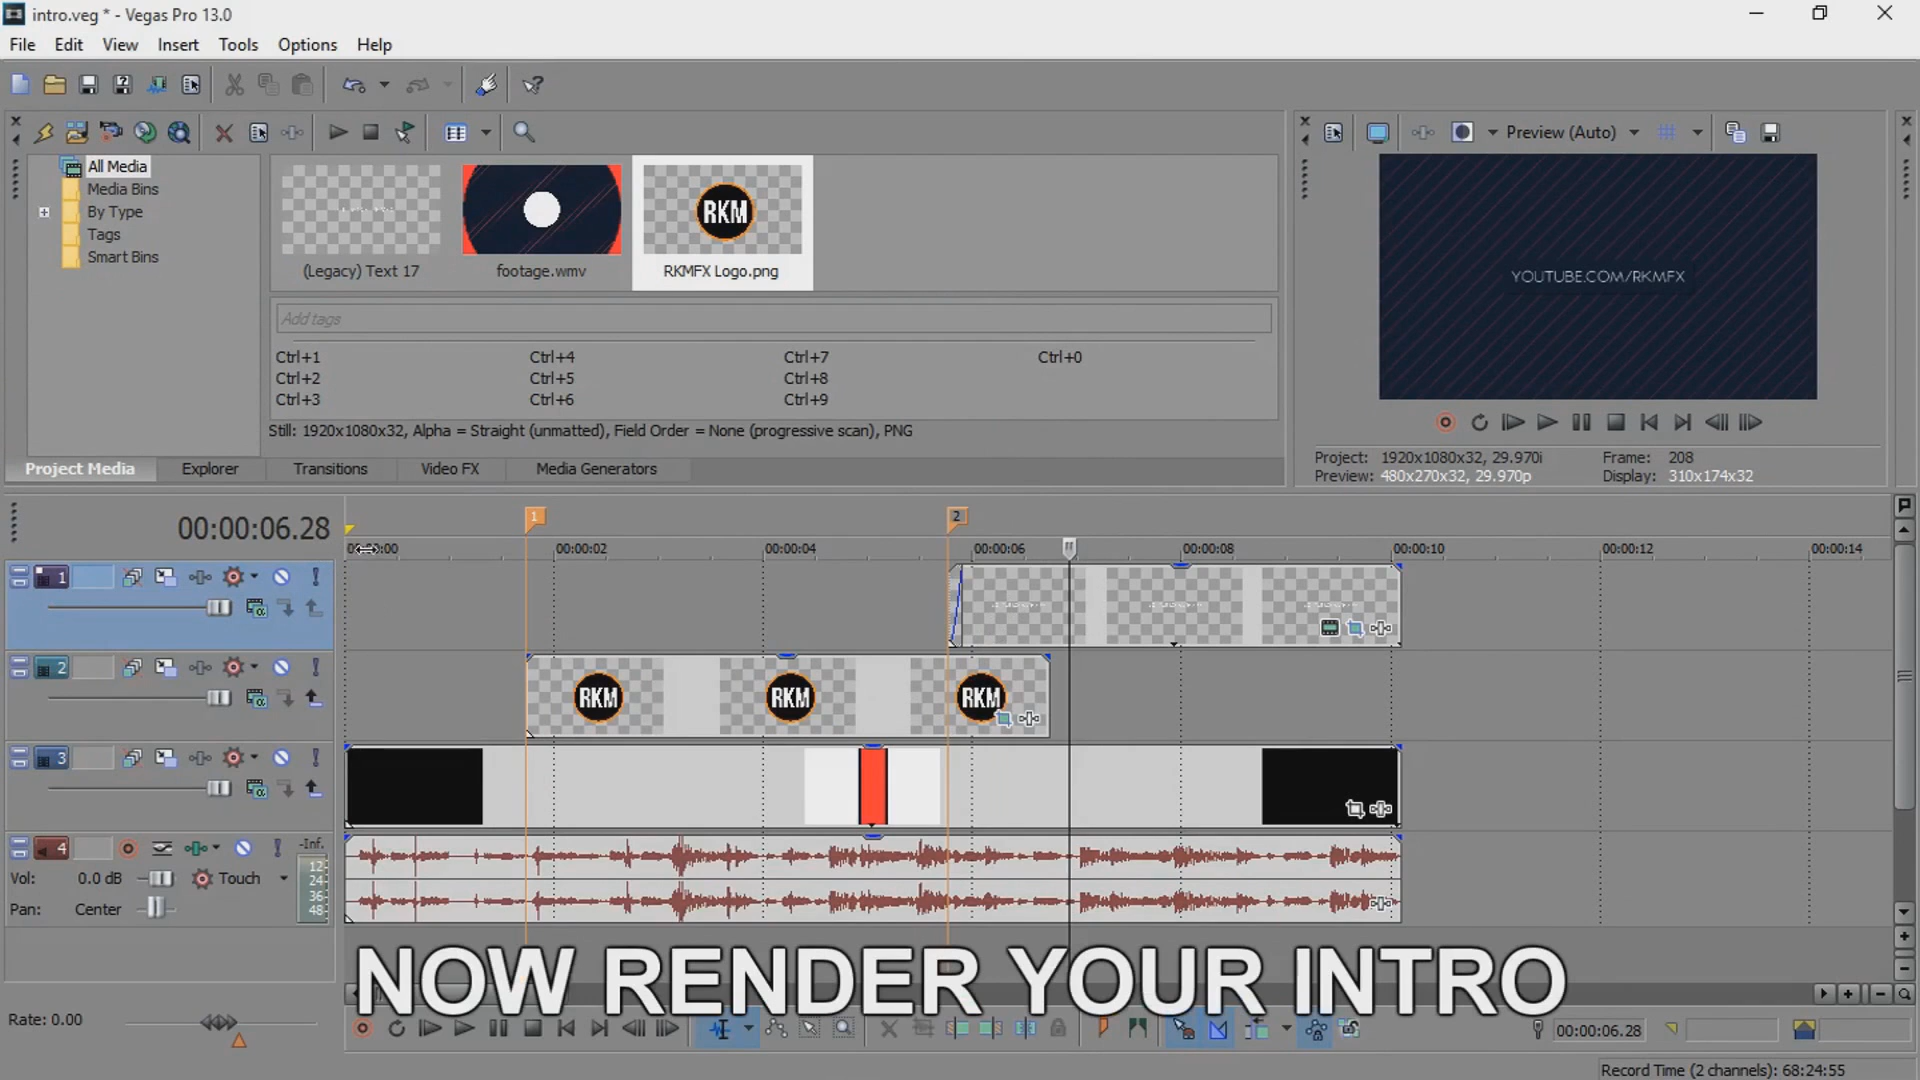 intro.veg * - Vegas Pro 13.0
File Edit View Insert Tools Options Help
Preview (Auto)
All Media
Media Bins
By Type
Tags
Smart Bins
RKM
(Legacy) Text 17
footage.wmv
RKMFX Logo.png
YOUTUBE.COM/RKMFX
Add tags
Ctrl+1 Ctrl+4 Ctrl+7 Ctrl+0
Ctrl+2 Ctrl+5 Ctrl+8
Ctrl+3 Ctrl+6 Ctrl+9
Still: 1920x1080x32, Alpha = Straight (unmatted), Field Order = None (progressive scan), PNG
Project Media Explorer Transitions Video FX Media Generators
Project: 1920x1080x32, 29.970i Frame: 208
Preview: 480x270x32, 29.970p Display: 310x174x32
00:00:06.28
1 2
00:00:02 00:00:04 00:00:06 00:00:08 00:00:10 00:00:12 00:00:14
1
2
RKM RKM RKM
3
4
-Inf.
12
24
36
48
Vol: 0.0 dB Touch
Pan: Center
NOW RENDER YOUR INTRO
Rate: 0.00
00:00:06.28
Record Time (2 channels): 68:24:55